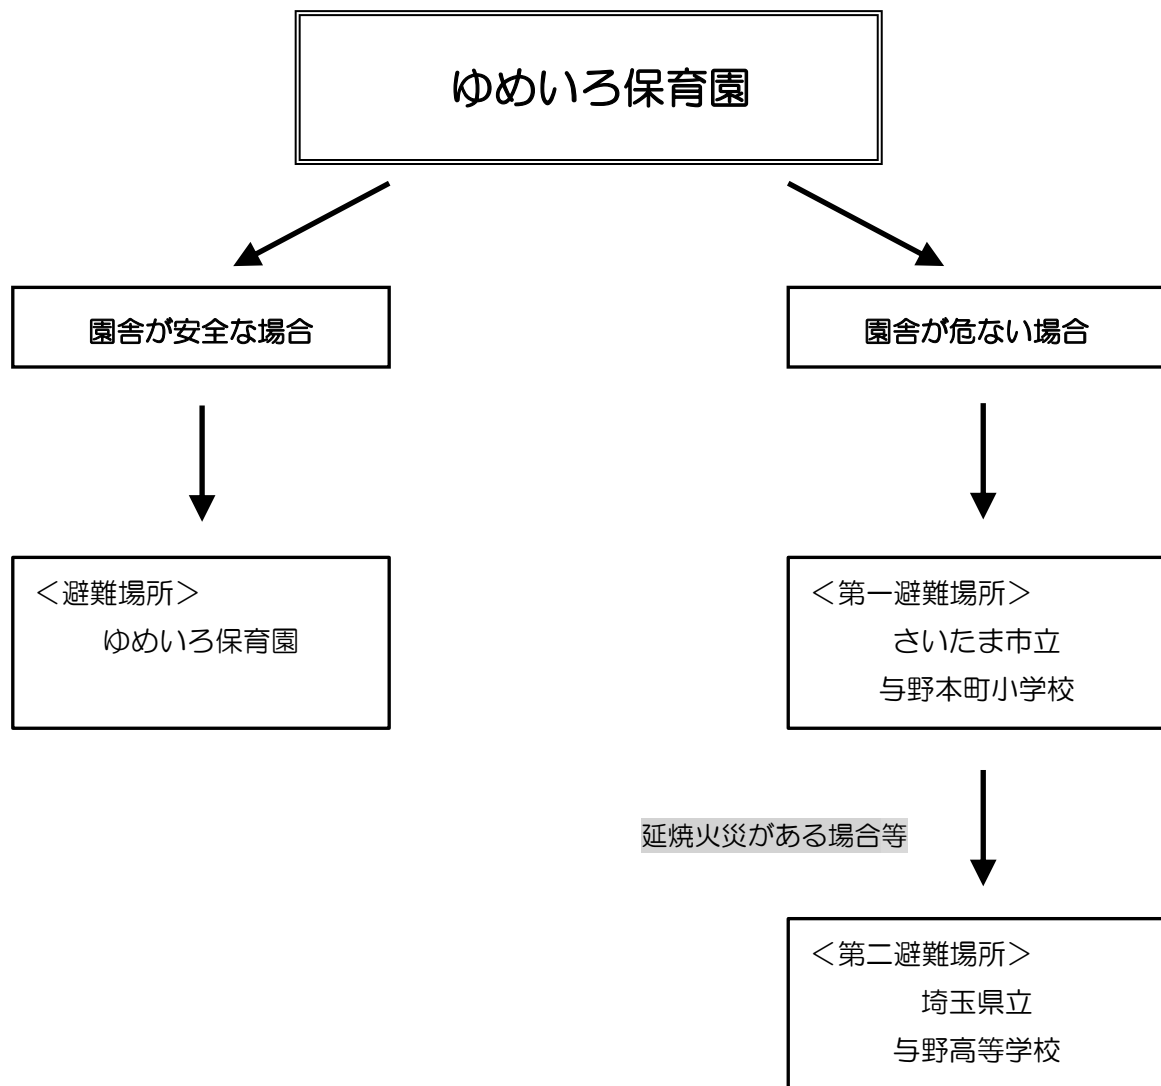 ゆめいろ保育園
園舎が安全な場合
園舎が危ない場合
＜避難場所＞
ゆめいろ保育園
＜第一避難場所＞
さいたま市立
与野本町小学校
延焼火災がある場合等
＜第二避難場所＞
埼玉県立
与野高等学校